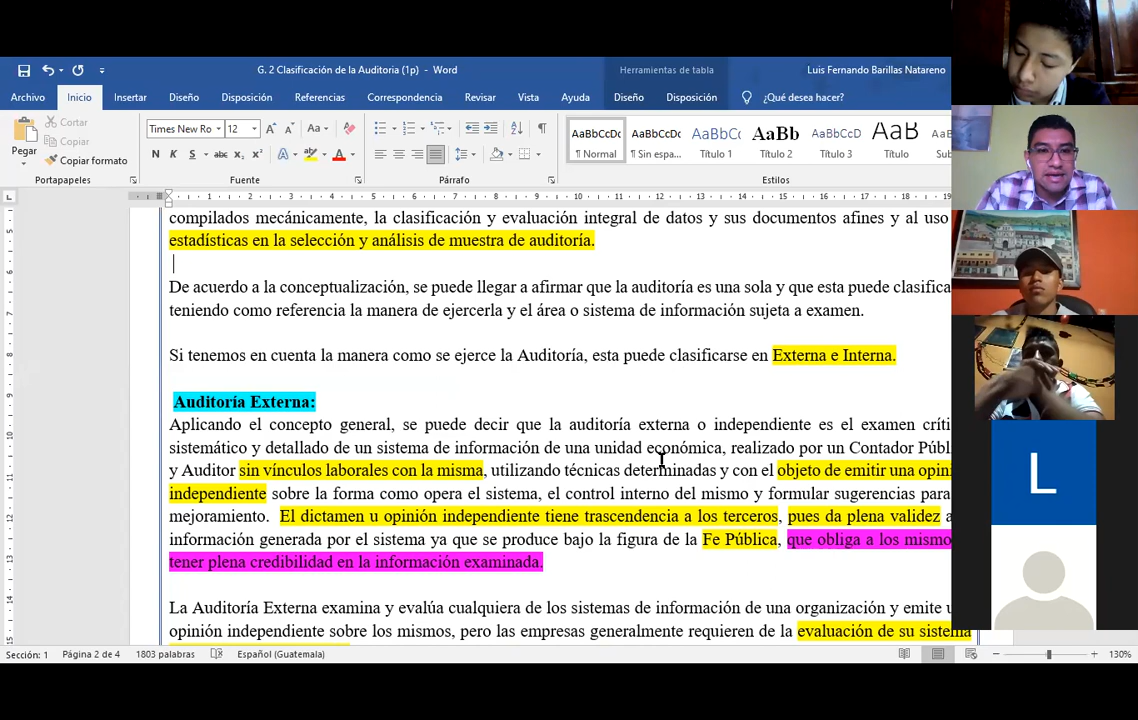 G. 2 Clasificación de la Auditoria (1p) - Word
Herramientas de tabla
Luis Fernando Barillas Natareno
Archivo Inicio Insertar Diseño Disposición Referencias Correspondencia Revisar Vista Ayuda Diseño Disposición ¿Qué desea hacer?
Pegar
Cortar
Copiar
Copiar formato
Portapapeles
Times New Ro 12
N K S abc x₂ x²
Fuente
Párrafo
AaBbCcDc AaBbCcDc AaBbCcI AaBb AaBbCcD AaB
¶ Normal ¶ Sin espa... Título 1 Título 2 Título 3 Título
Estilos
compilados mecánicamente, la clasificación y evaluación integral de datos y sus documentos afines y al uso
estadísticas en la selección y análisis de muestra de auditoría.
De acuerdo a la conceptualización, se puede llegar a afirmar que la auditoría es una sola y que esta puede clasifica
teniendo como referencia la manera de ejercerla y el área o sistema de información sujeta a examen.
Si tenemos en cuenta la manera como se ejerce la Auditoría, esta puede clasificarse en Externa e Interna.
Auditoría Externa:
Aplicando el concepto general, se puede decir que la auditoría externa o independiente es el examen críti
sistemático y detallado de un sistema de información de una unidad económica, realizado por un Contador Públ
y Auditor sin vínculos laborales con la misma, utilizando técnicas determinadas y con el objeto de emitir una opin
independiente sobre la forma como opera el sistema, el control interno del mismo y formular sugerencias para
mejoramiento. El dictamen u opinión independiente tiene trascendencia a los terceros, pues da plena validez a
información generada por el sistema ya que se produce bajo la figura de la Fe Pública, que obliga a los mismo
tener plena credibilidad en la información examinada.
La Auditoría Externa examina y evalúa cualquiera de los sistemas de información de una organización y emite u
opinión independiente sobre los mismos, pero las empresas generalmente requieren de la evaluación de su sistema
Sección: 1 Página 2 de 4 1803 palabras Español (Guatemala) 130%
L